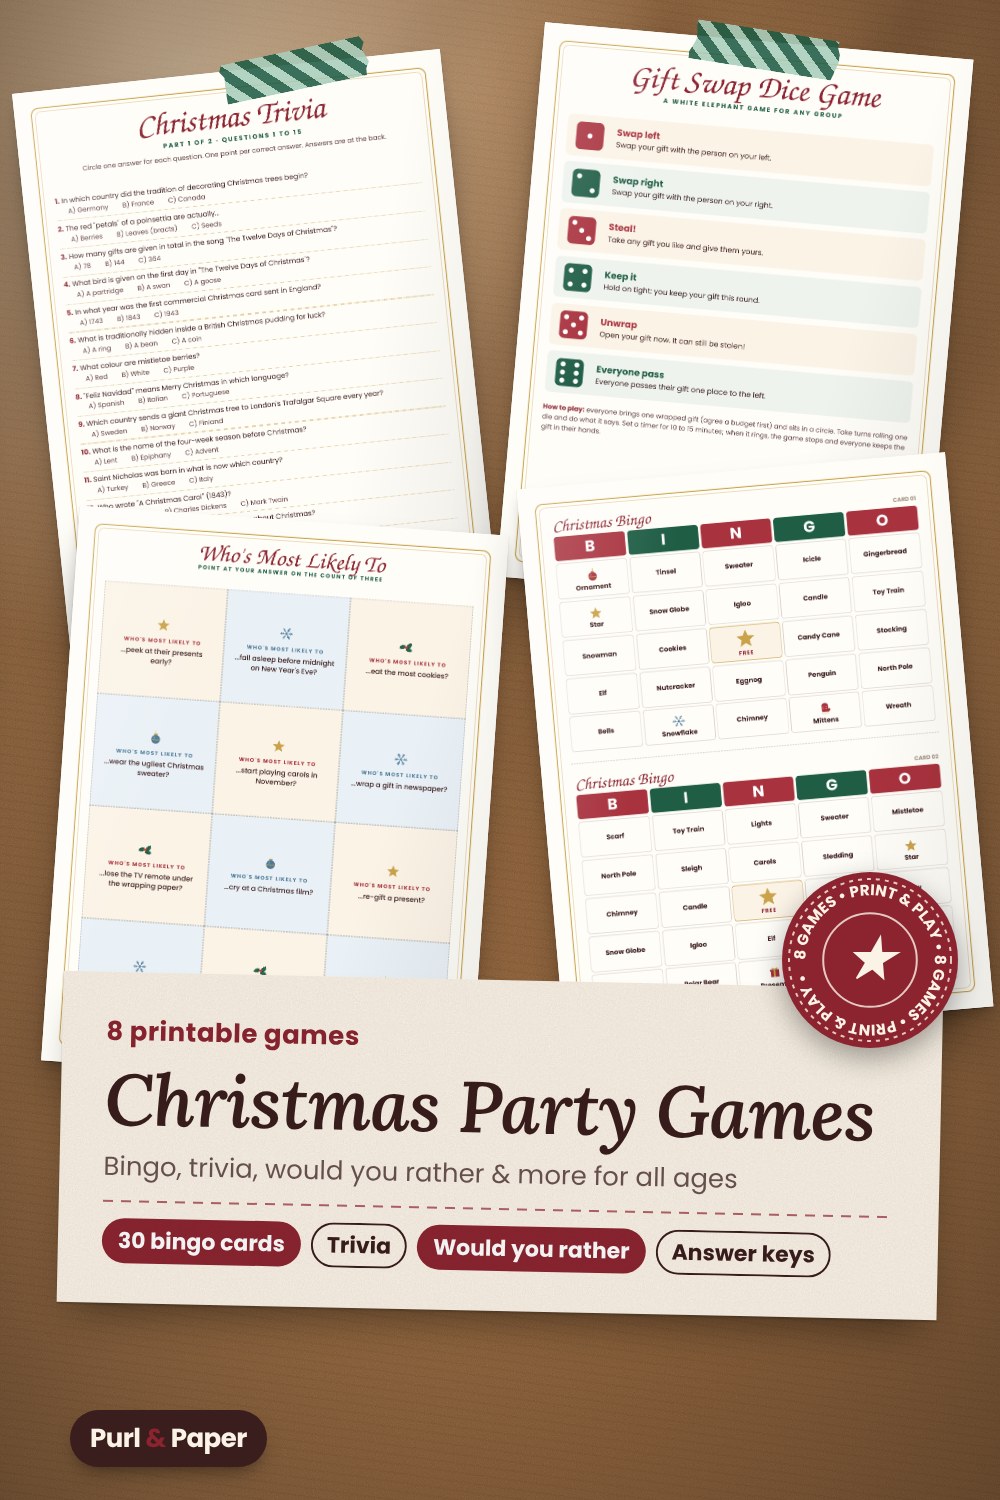 Christmas Trivia
PART 1 OF 2 · QUESTIONS 1 TO 15
Circle one answer for each question. One point per correct answer. Answers are at the back.
1. In which country did the tradition of decorating Christmas trees begin?
A) Germany B) France C) Canada
2. The red 'petals' of a poinsettia are actually...
A) Berries B) Leaves (bracts) C) Seeds
3. How many gifts are given in total in the song 'The Twelve Days of Christmas'?
A) 78 B) 144 C) 364
4. What bird is given on the first day in "The Twelve Days of Christmas"?
A) A partridge B) A swan C) A goose
5. In what year was the first commercial Christmas card sent in England?
A) 1743 B) 1843 C) 1943
6. What is traditionally hidden inside a British Christmas pudding for luck?
A) A ring B) A bean C) A coin
7. What colour are mistletoe berries?
A) Red B) White C) Purple
8. "Feliz Navidad" means Merry Christmas in which language?
A) Spanish B) Italian C) Portuguese
9. Which country sends a giant Christmas tree to London's Trafalgar Square every year?
A) Sweden B) Norway C) Finland
10. What is the name of the four-week season before Christmas?
A) Lent B) Epiphany C) Advent
11. Saint Nicholas was born in what is now which country?
A) Turkey B) Greece C) Italy
Who wrote "A Christmas Carol" (1843)?
B) Charles Dickens C) Mark Twain
Christmas?
Gift Swap Dice Game
A WHITE ELEPHANT GAME FOR ANY GROUP
Swap left
Swap your gift with the person on your left.
Swap right
Swap your gift with the person on your right.
Steal!
Take any gift you like and give them yours.
Keep it
Hold on tight: you keep your gift this round.
Unwrap
Open your gift now. It can still be stolen!
Everyone pass
Everyone passes their gift one place to the left.
How to play: everyone brings one wrapped gift (agree a budget first) and sits in a circle. Take turns rolling one
die and do what it says. Set a timer for 10 to 15 minutes; when it rings, the game stops and everyone keeps the
gift in their hands.
Who's Most Likely To
POINT AT YOUR ANSWER ON THE COUNT OF THREE
WHO'S MOST LIKELY TO
...peek at their presents
early?
WHO'S MOST LIKELY TO
...fall asleep before midnight
on New Year's Eve?
WHO'S MOST LIKELY TO
...eat the most cookies?
WHO'S MOST LIKELY TO
...wear the ugliest Christmas
sweater?
WHO'S MOST LIKELY TO
...start playing carols in
November?
WHO'S MOST LIKELY TO
...wrap a gift in newspaper?
WHO'S MOST LIKELY TO
...lose the TV remote under
the wrapping paper?
WHO'S MOST LIKELY TO
...cry at a Christmas film?
WHO'S MOST LIKELY TO
...re-gift a present?
CARD 01
Christmas Bingo
B I N G O
Ornament Tinsel Sweater Icicle Gingerbread
Star Snow Globe Igloo Candle Toy Train
Snowman Cookies FREE Candy Cane Stocking
Elf Nutcracker Eggnog Penguin North Pole
Bells Snowflake Chimney Mittens Wreath
CARD 02
Christmas Bingo
B I N G O
Scarf Toy Train Lights Sweater Mistletoe
North Pole Sleigh Carols Sledding Star
Chimney Candle FREE
Snow Globe Igloo Elf
Polar Bear Present
8 GAMES • PRINT & PLAY • 8 GAMES • PRINT & PLAY •
8 printable games
Christmas Party Games
Bingo, trivia, would you rather & more for all ages
30 bingo cards Trivia Would you rather Answer keys
Purl & Paper